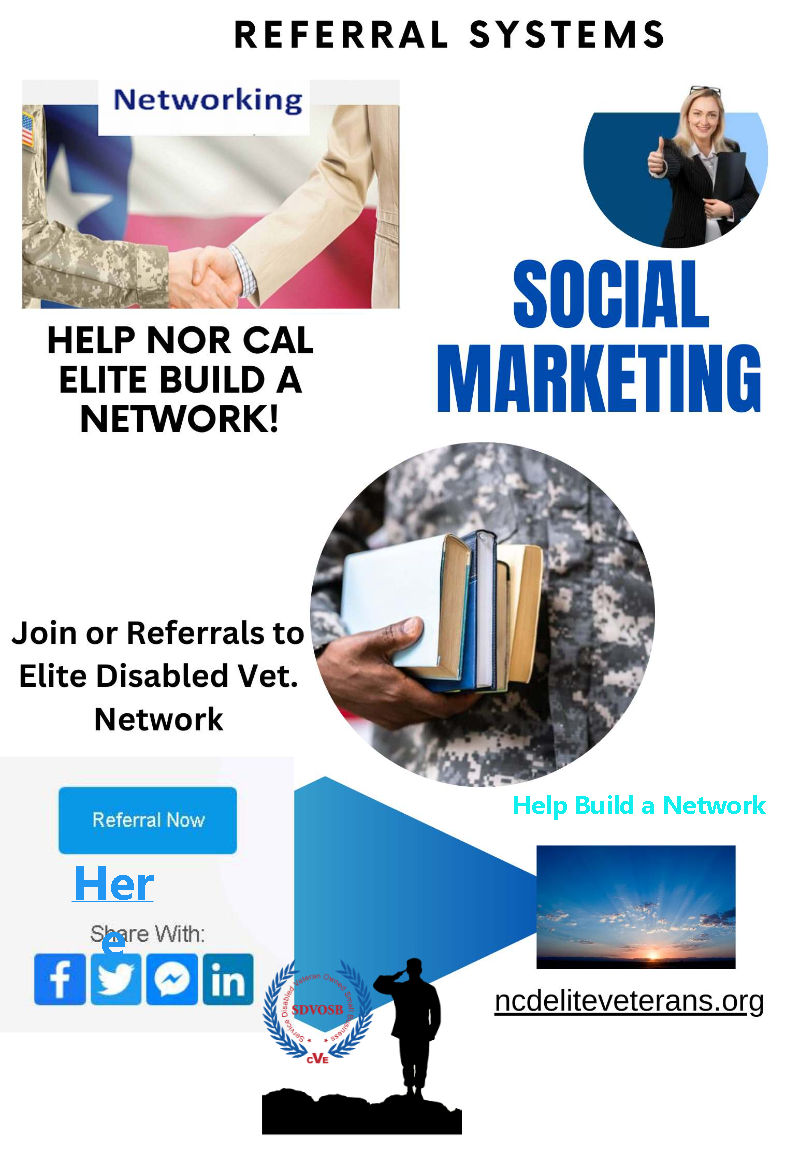 REFERRAL SYSTEMS
Networking
HELP NOR CAL
ELITE BUILD A
NETWORK!
SOCIAL
MARKETING
Join or Referrals to
Elite Disabled Vet.
Network
Referral Now
Her
e
Share With:
Help Build a Network
ncdeliteveterans.org
Service Disabled Veteran Owned Small Business
SDVOSB
CVE